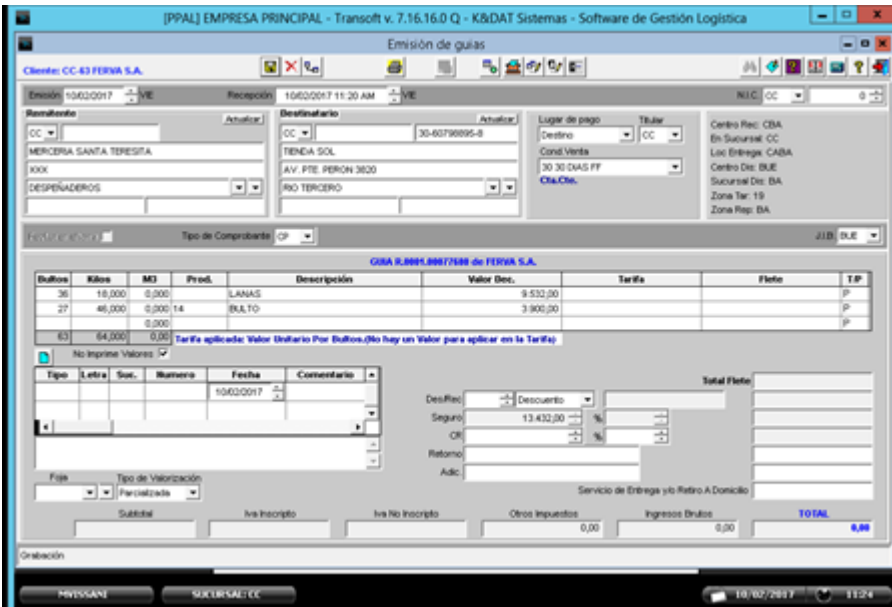 [PPAL] EMPRESA PRINCIPAL - Transoft v. 7.16.16.0 Q - K&DAT Sistemas - Software de Gestión Logística
Emisión de guias
Cliente: CC-63 FERVA S.A.
Emisión 10/02/2017 VIE Recepción 10/02/2017 11:20 AM VIE N.I.C. CC 0
Remitente Actualizar
CC
MERCERIA SANTA TERESITA
XXX
DESPEÑADEROS
Destinatario Actualizar
CC 30-60798895-8
TIENDA SOL
AV. PTE. PERON 3820
RIO TERCERO
Lugar de pago Titular
Destino CC
Cond.Venta
30 30 DIAS FF
Cta.Cte.
Centro Rec: CBA
En Sucursal: CC
Loc Entrega: CABA
Centro Dis: BUE
Sucursal Dis: BA
Zona Tar: 19
Zona Rep: BA
Tipo de Comprobante CP J.I.B. BUE
GUIA R.0001.00077600 de FERVA S.A.
Bultos Kilos M3 Prod. Descripción Valor Dec. Tarifa Flete T.P
36 18,000 0,000 LANAS 9.532,00 P
27 46,000 0,000 14 BULTO 3.900,00 P
0,000 P
63 64,000 0,00 Tarifa aplicada: Valor Unitario Por Bultos.(No hay un Valor para aplicar en la Tarifa)
No Imprime Valores
Tipo Letra Suc. Numero Fecha Comentario
10/02/2017
Total Flete
Des/Rec Descuento
Seguro 13.432,00 %
CR %
Retorno
Adic.
Foja Tipo de Valorización
Parcializada
Servicio de Entrega y/o Retiro A Domicilio
Subtotal Iva Inscripto Iva No Inscripto Otros Impuestos Ingresos Brutos TOTAL
0,00 0,00 0,00
Grabación
MVISSANI SUCURSAL: CC 10/02/2017 11:24